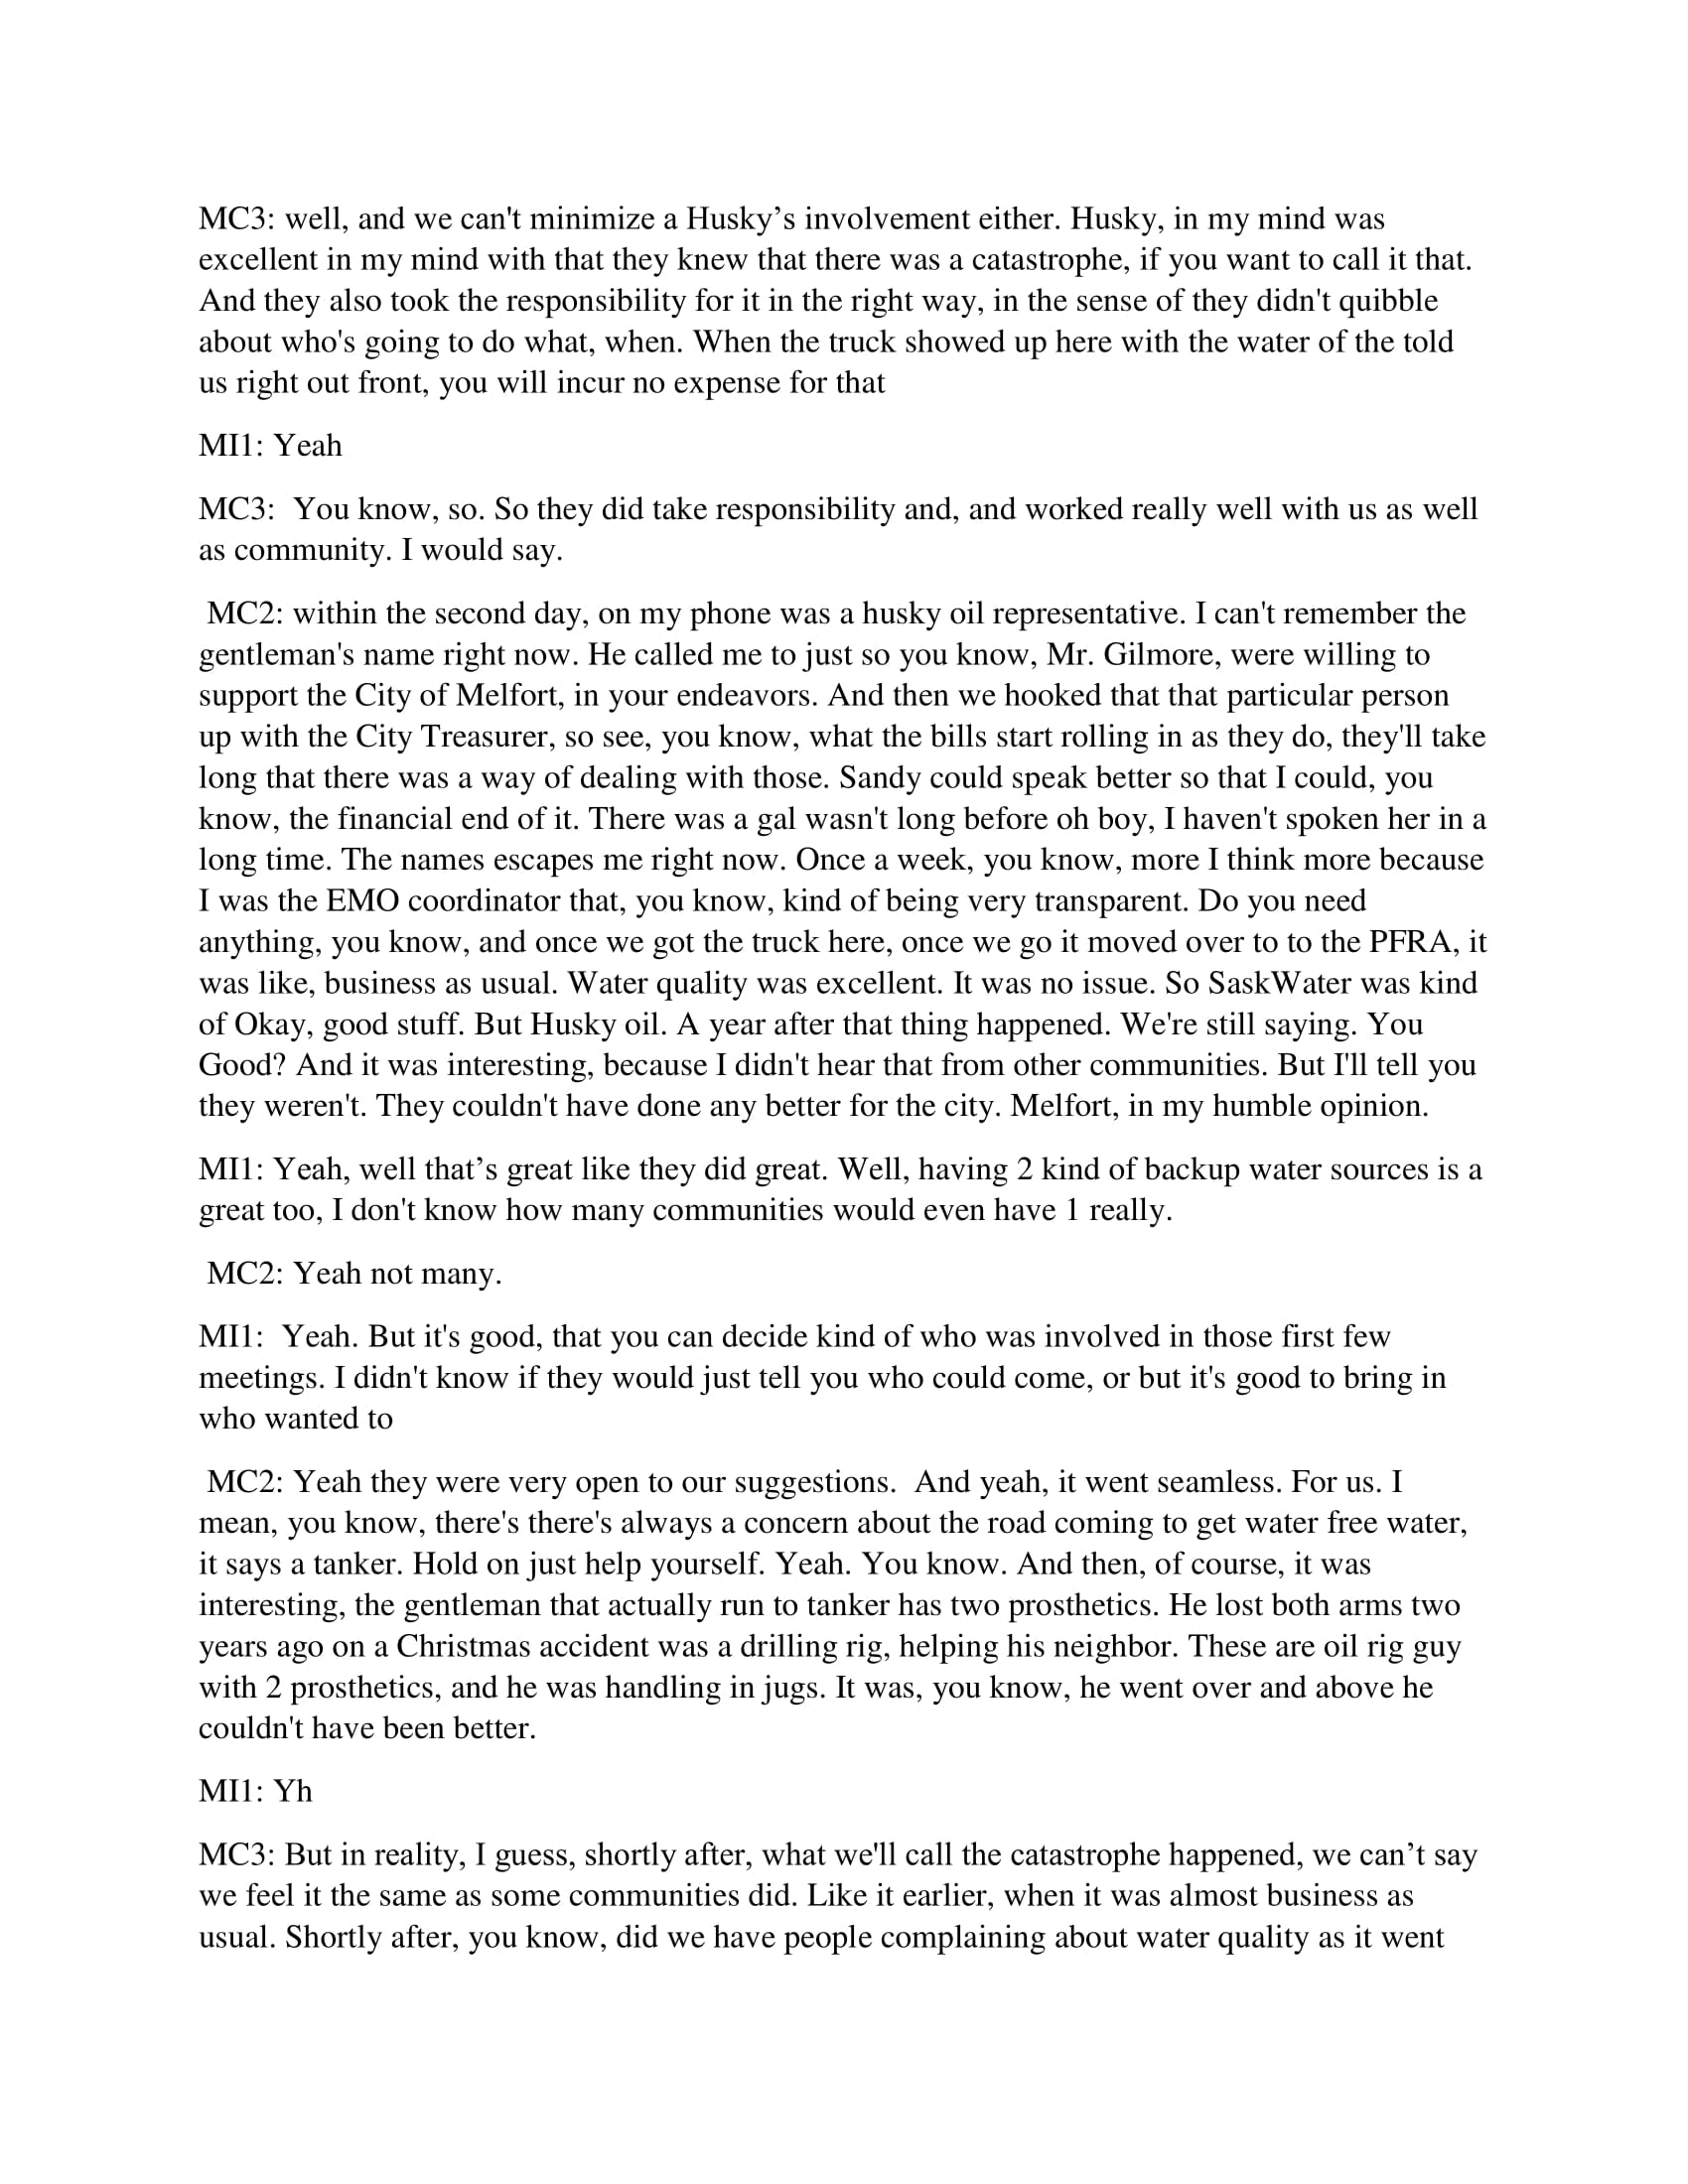 MC3: well, and we can't minimize a Husky’s involvement either. Husky, in my mind was
excellent in my mind with that they knew that there was a catastrophe, if you want to call it that.
And they also took the responsibility for it in the right way, in the sense of they didn't quibble
about who's going to do what, when. When the truck showed up here with the water of the told
us right out front, you will incur no expense for that
MI1: Yeah
MC3:  You know, so. So they did take responsibility and, and worked really well with us as well
as community. I would say.
MC2: within the second day, on my phone was a husky oil representative. I can't remember the
gentleman's name right now. He called me to just so you know, Mr. Gilmore, were willing to
support the City of Melfort, in your endeavors. And then we hooked that that particular person
up with the City Treasurer, so see, you know, what the bills start rolling in as they do, they'll take
long that there was a way of dealing with those. Sandy could speak better so that I could, you
know, the financial end of it. There was a gal wasn't long before oh boy, I haven't spoken her in a
long time. The names escapes me right now. Once a week, you know, more I think more because
I was the EMO coordinator that, you know, kind of being very transparent. Do you need
anything, you know, and once we got the truck here, once we go it moved over to to the PFRA, it
was like, business as usual. Water quality was excellent. It was no issue. So SaskWater was kind
of Okay, good stuff. But Husky oil. A year after that thing happened. We're still saying. You
Good? And it was interesting, because I didn't hear that from other communities. But I'll tell you
they weren't. They couldn't have done any better for the city. Melfort, in my humble opinion.
MI1: Yeah, well that’s great like they did great. Well, having 2 kind of backup water sources is a
great too, I don't know how many communities would even have 1 really.
MC2: Yeah not many.
MI1:  Yeah. But it's good, that you can decide kind of who was involved in those first few
meetings. I didn't know if they would just tell you who could come, or but it's good to bring in
who wanted to
MC2: Yeah they were very open to our suggestions.  And yeah, it went seamless. For us. I
mean, you know, there's there's always a concern about the road coming to get water free water,
it says a tanker. Hold on just help yourself. Yeah. You know. And then, of course, it was
interesting, the gentleman that actually run to tanker has two prosthetics. He lost both arms two
years ago on a Christmas accident was a drilling rig, helping his neighbor. These are oil rig guy
with 2 prosthetics, and he was handling in jugs. It was, you know, he went over and above he
couldn't have been better.
MI1: Yh
MC3: But in reality, I guess, shortly after, what we'll call the catastrophe happened, we can’t say
we feel it the same as some communities did. Like it earlier, when it was almost business as
usual. Shortly after, you know, did we have people complaining about water quality as it went